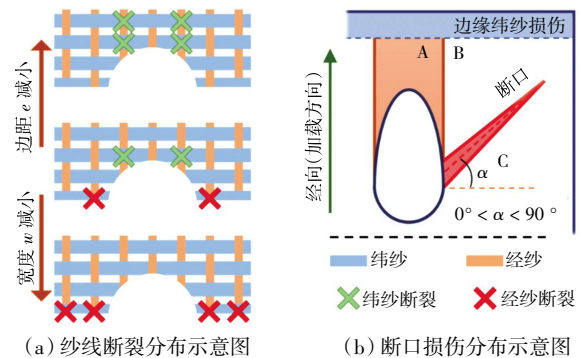 边距 e 减小
宽度 w 减小
(a) 纱线断裂分布示意图
边缘纬纱损伤
A
B
断口
C
α
0° < α < 90 °
经向(加载方向)
纬纱
经纱
纬纱断裂
经纱断裂
(b) 断口损伤分布示意图